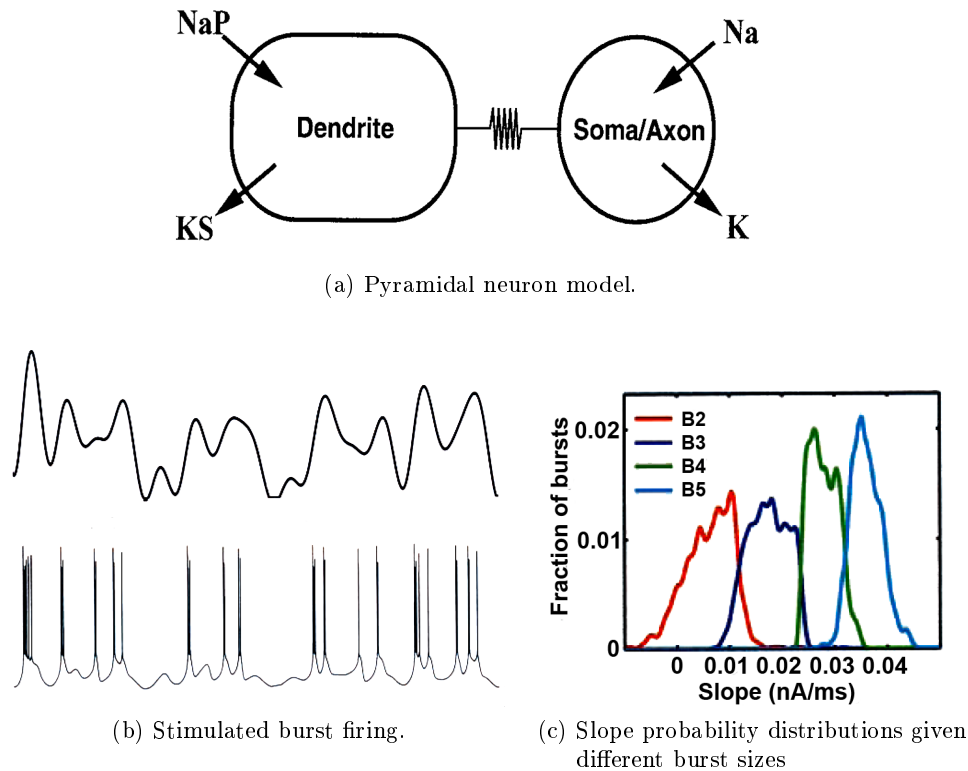 NaP
Na
Dendrite
Soma/Axon
KS
K
(a) Pyramidal neuron model.
B2
B3
B4
B5
0.02
0.01
0
Fraction of bursts
0 0.01 0.02 0.03 0.04
Slope (nA/ms)
(b) Stimulated burst firing.
(c) Slope probability distributions given
different burst sizes